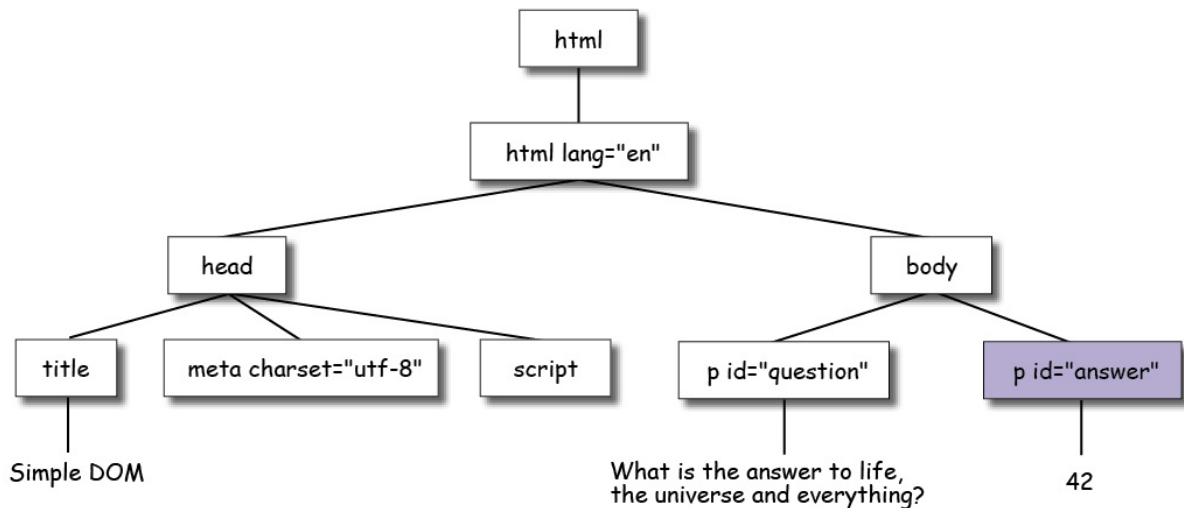 html
html lang="en"
head
body
title
meta charset="utf-8"
script
p id="question"
p id="answer"
Simple DOM
What is the answer to life,
the universe and everything?
42